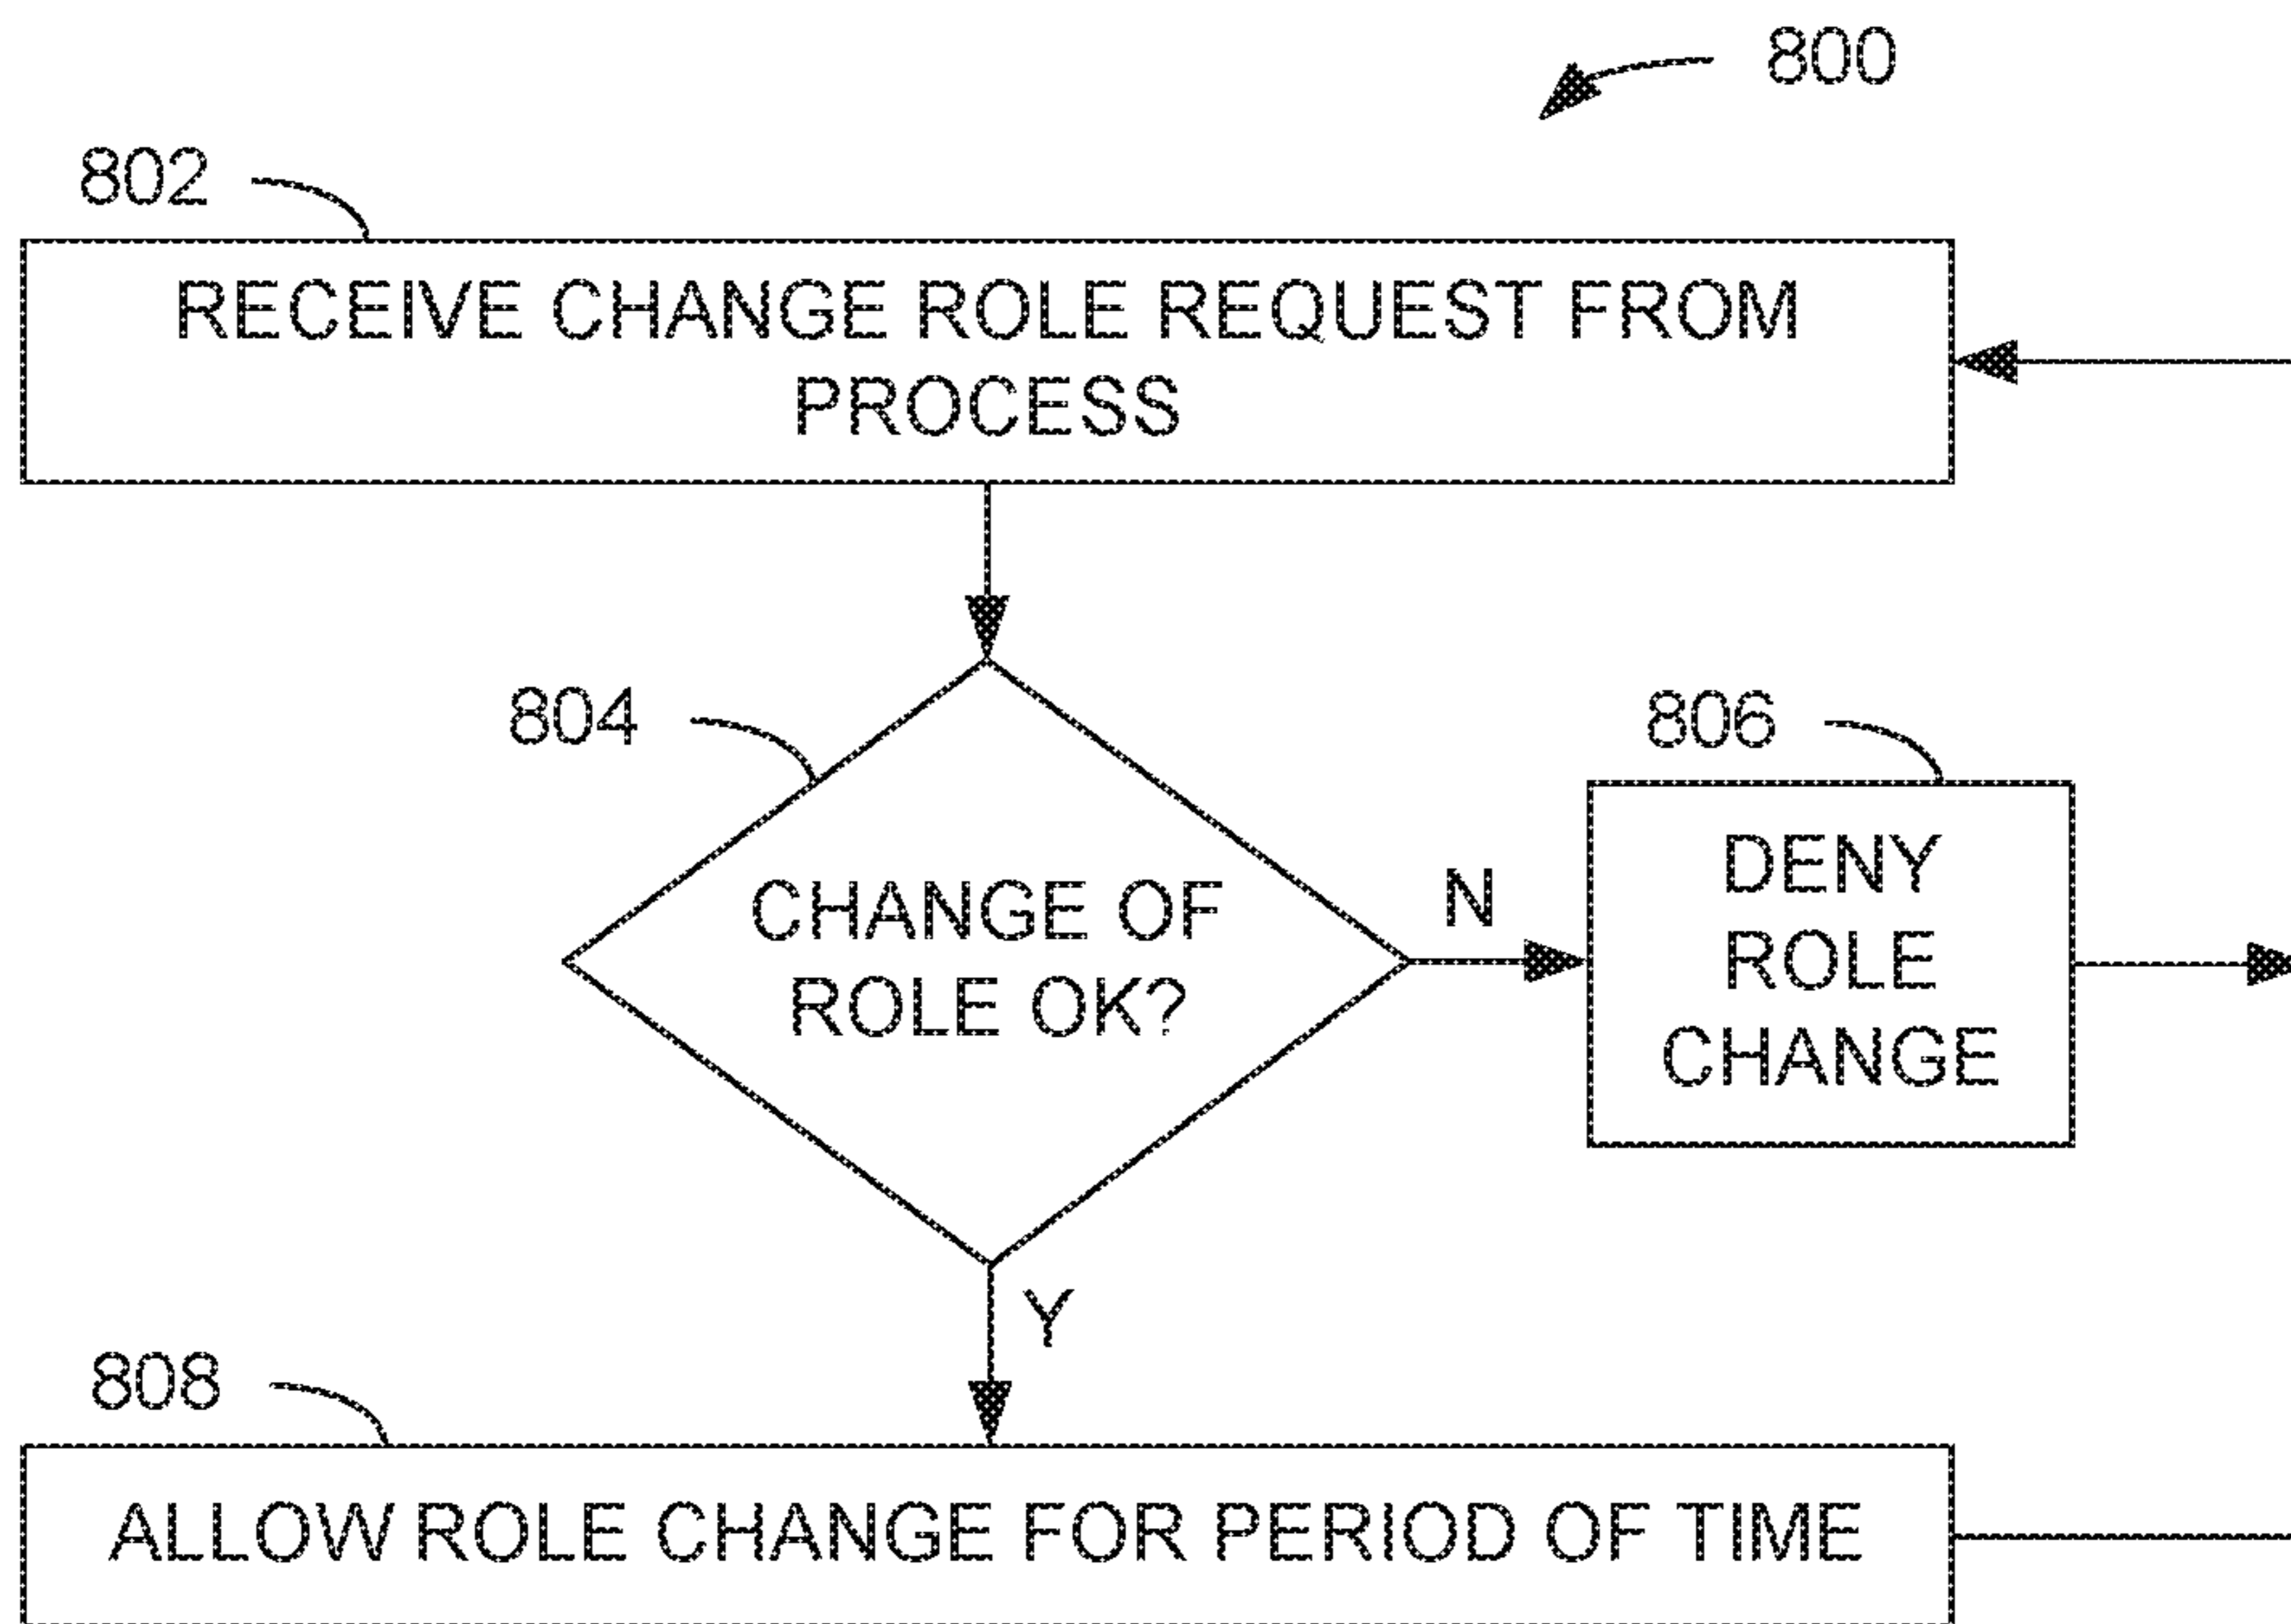 800
802
RECEIVE CHANGE ROLE REQUEST FROM
PROCESS
804
CHANGE OF
ROLE OK?
N
806
DENY
ROLE
CHANGE
Y
808
ALLOW ROLE CHANGE FOR PERIOD OF TIME